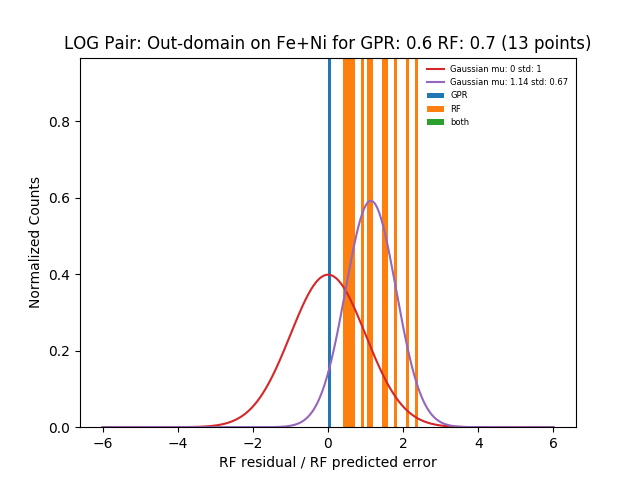 LOG Pair: Out-domain on Fe+Ni for GPR: 0.6 RF: 0.7 (13 points)
Gaussian mu: 0 std: 1
Gaussian mu: 1.14 std: 0.67
GPR
RF
both
Normalized Counts
0.8
0.6
0.4
0.2
0.0
−6 −4 −2 0 2 4 6
RF residual / RF predicted error